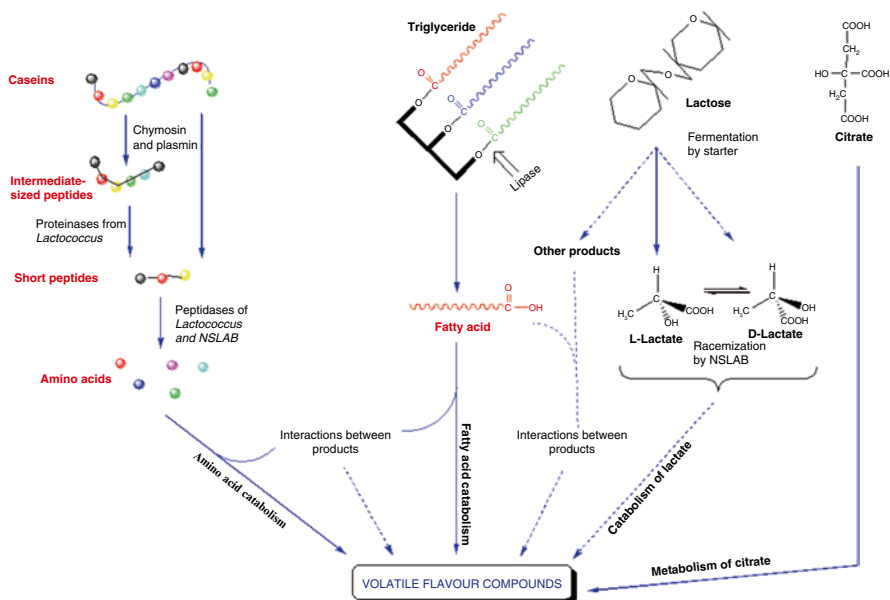 Caseins
Chymosin
and plasmin
Intermediate-
sized peptides
Proteinases from
Lactococcus
Short peptides
Peptidases of
Lactococcus
and NSLAB
Amino acids
Amino acid catabolism
Triglyceride
O
C
O
O
C
O
O
C
O
Lipase
O
C
OH
Fatty acid
Fatty acid catabolism
Interactions between
products
Interactions between
products
O
O
O
Lactose
Fermentation
by starter
Other products
H
C
COOH
H₃C
OH
L-Lactate
H
C
OH
H₃C
COOH
D-Lactate
Racemization
by NSLAB
Catabolism of lactate
COOH
CH₂
HO
C
COOH
H₂C
COOH
Citrate
Metabolism of citrate
VOLATILE FLAVOUR COMPOUNDS